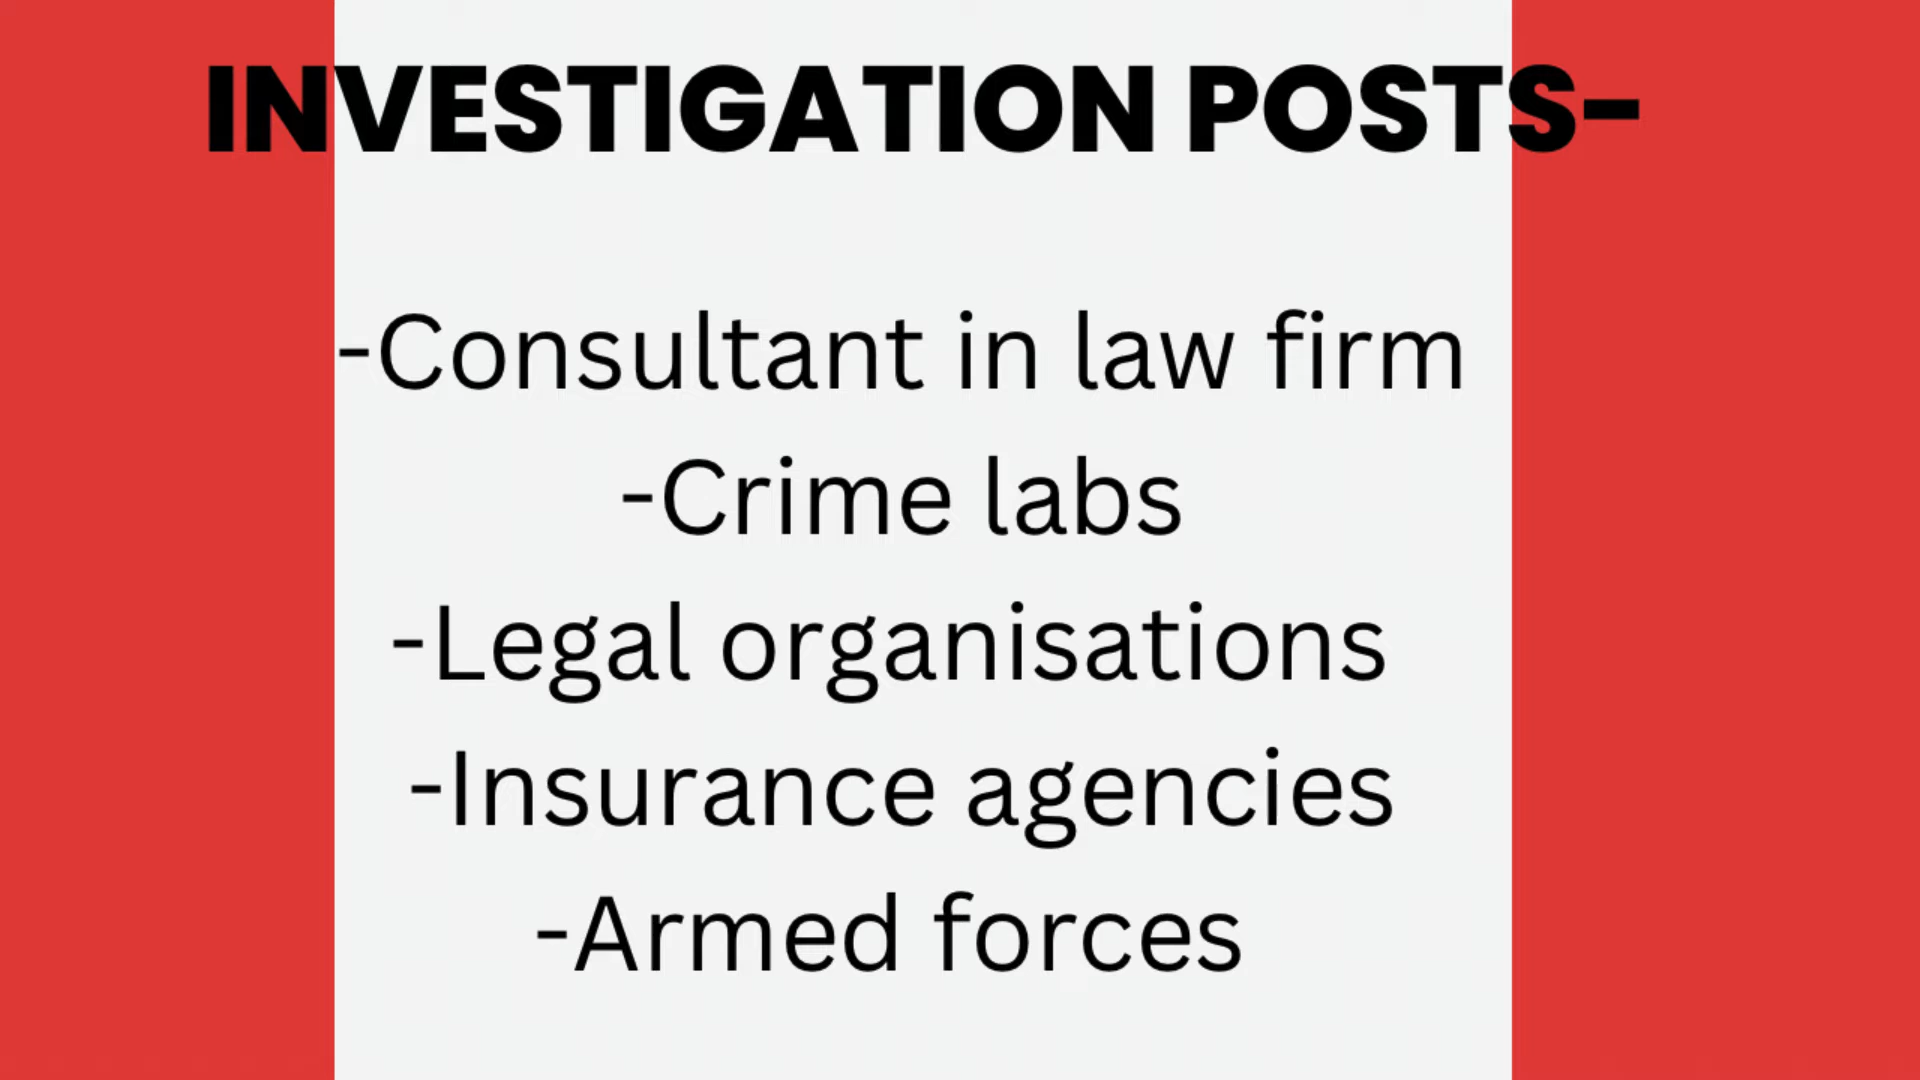 INVESTIGATION POSTS-
-Consultant in law firm
-Crime labs
-Legal organisations
-Insurance agencies
-Armed forces